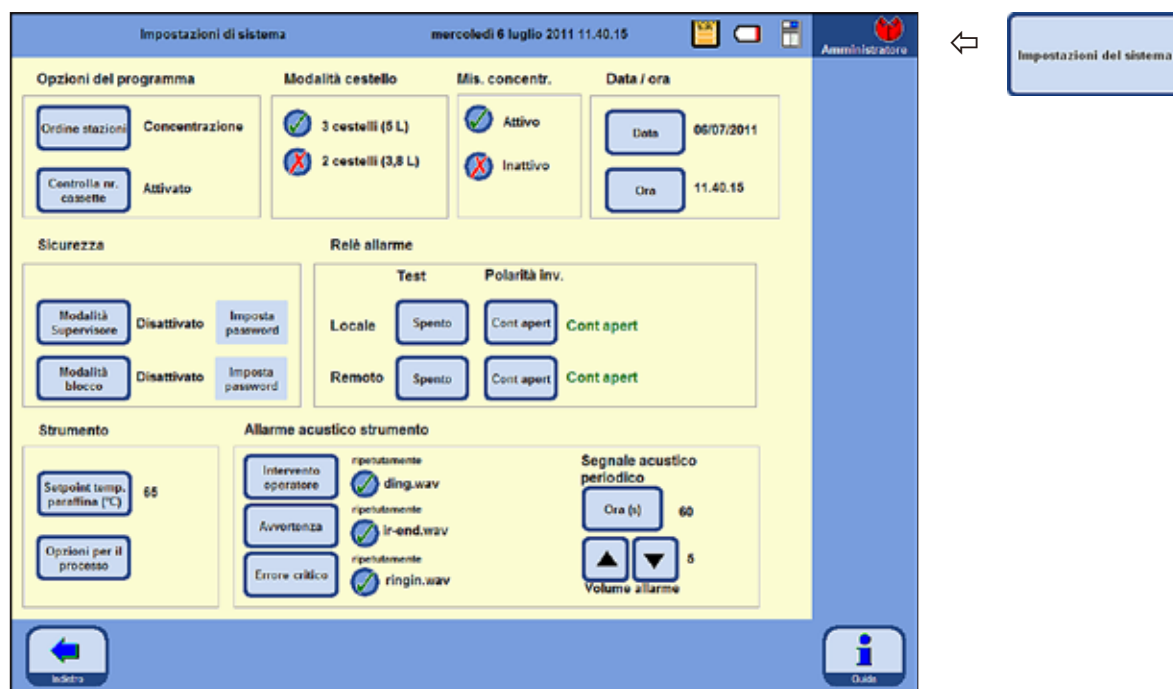 Impostazioni di sistema
mercoledì 6 luglio 2011 11.40.15
Amministratore
Impostazioni del sistema
Opzioni del programma
Modalità cestello
Mis. concentr.
Data / ora
Ordine stazioni
Concentrazione
3 cestelli (5 L)
Attivo
Data
06/07/2011
2 cestelli (3,8 L)
Inattivo
Controlla nr.
cassette
Attivato
Ora
11.40.15
Sicurezza
Relè allarme
Test
Polarità inv.
Modalità
Supervisore
Disattivato
Imposta
password
Locale
Spento
Cont apert
Cont apert
Modalità
blocco
Disattivato
Imposta
password
Remoto
Spento
Cont apert
Cont apert
Strumento
Allarme acustico strumento
Setpoint temp.
paraffina (°C)
65
Intervento
operatore
ripetutamente
ding.wav
Segnale acustico
periodico
Ora (s)
60
Avvertenza
ripetutamente
ir-end.wav
Opzioni per il
processo
Errore critico
ripetutamente
ringin.wav
5
Volume allarme
Indietro
Guida